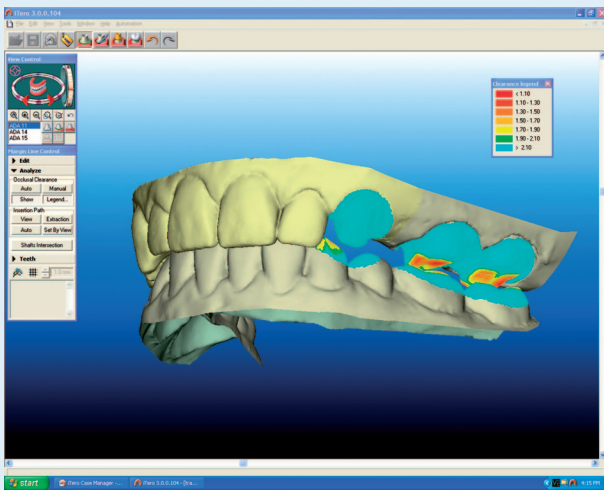 iTero 3.0.0.104
File Edit View Tools Window Help Automation
View Control
ADA 11
ADA 14
ADA 15
Margin Line Control
Edit
Analyze
Occlusal Clearance
Auto Manual
Show Legend...
Insertion Path
View Extraction
Auto Set By View
Shafts Intersection
Teeth
Clearance legend
< 1.10
1.10 - 1.30
1.30 - 1.50
1.50 - 1.70
1.70 - 1.90
1.90 - 2.10
> 2.10
start
iTero Case Manager -...
iTero 3.0.0.104 - [tra...
4:15 PM